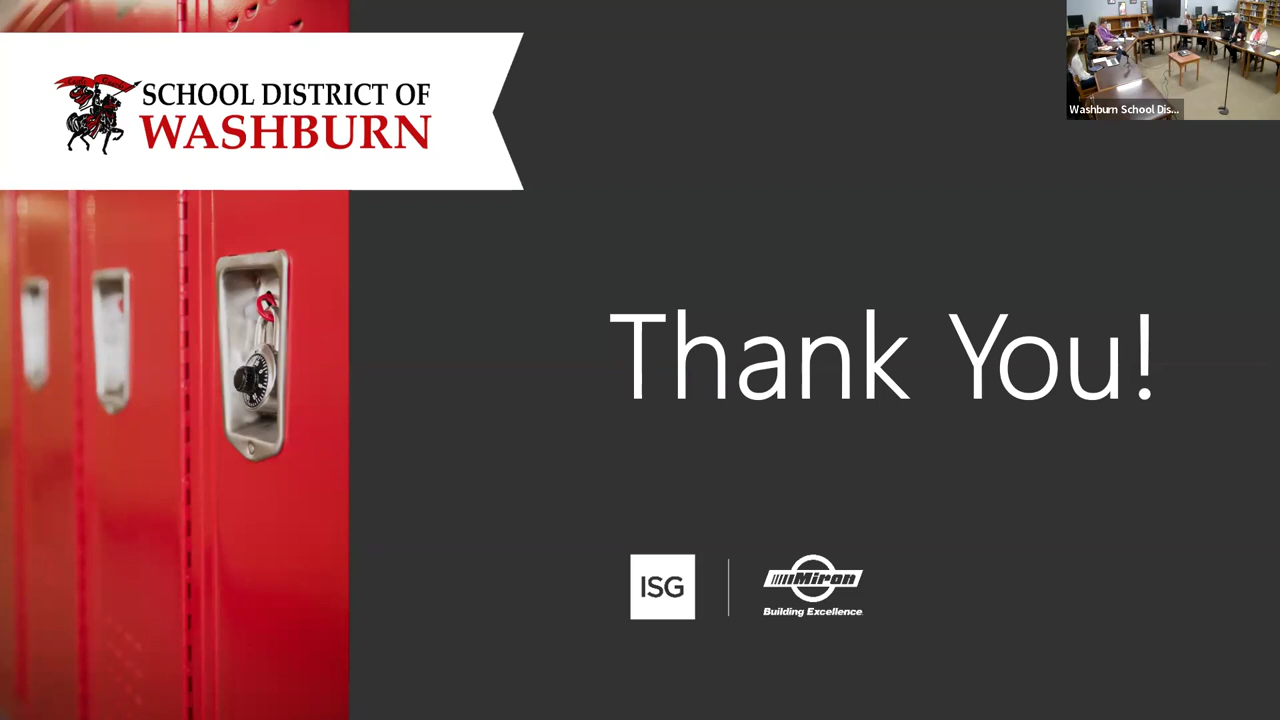 SCHOOL DISTRICT OF
WASHBURN
Washburn School Dis...
Thank You!
ISG
Miron
Building Excellence